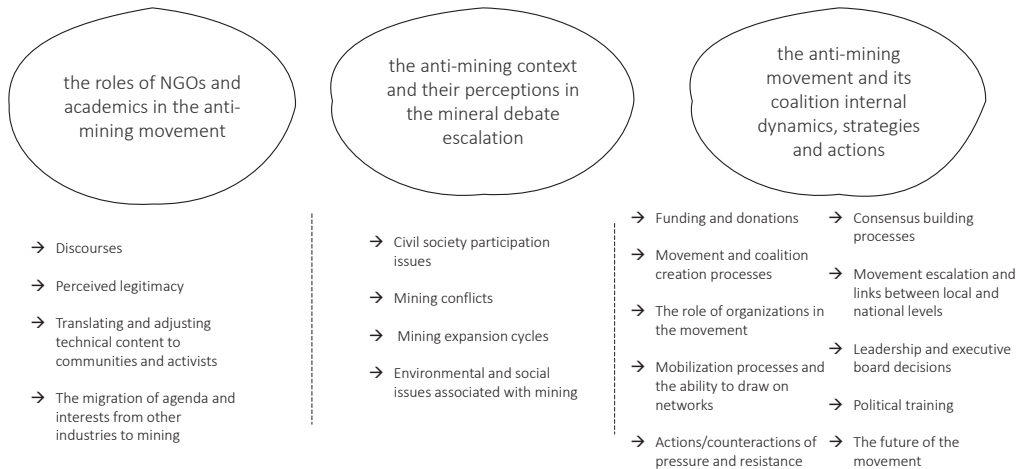 the roles of NGOs and
academics in the anti-
mining movement
→ Discourses
→ Perceived legitimacy
→ Translating and adjusting
technical content to
communities and activists
→ The migration of agenda and
interests from other
industries to mining
the anti-mining context
and their perceptions in
the mineral debate
escalation
→ Civil society participation
issues
→ Mining conflicts
→ Mining expansion cycles
→ Environmental and social
issues associated with mining
the anti-mining
movement and its
coalition internal
dynamics, strategies
and actions
→ Funding and donations
→ Movement and coalition
creation processes
→ The role of organizations in
the movement
→ Mobilization processes and
the ability to draw on
networks
→ Actions/counteractions of
pressure and resistance
→ Consensus building
processes
→ Movement escalation and
links between local and
national levels
→ Leadership and executive
board decisions
→ Political training
→ The future of the
movement